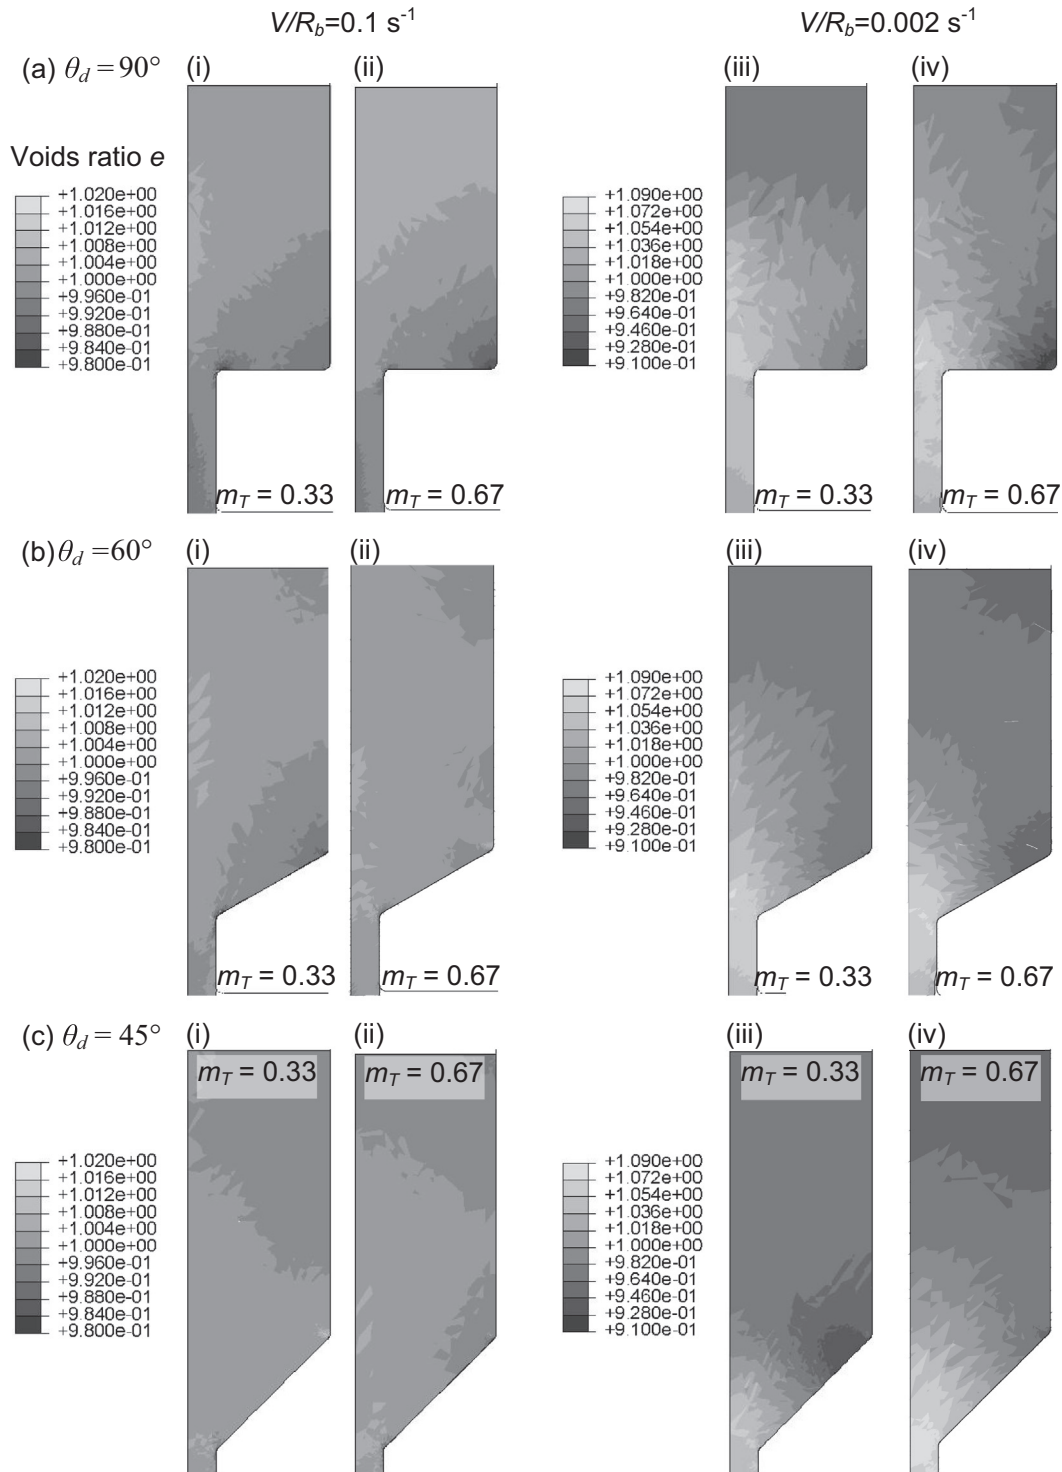 V/R_b=0.1 s⁻¹ V/R_b=0.002 s⁻¹
(a) θ_d = 90° (i) (ii) (iii) (iv)
Voids ratio e
+1.020e+00
+1.016e+00
+1.012e+00
+1.008e+00
+1.004e+00
+1.000e+00
+9.960e-01
+9.920e-01
+9.880e-01
+9.840e-01
+9.800e-01
+1.090e+00
+1.072e+00
+1.054e+00
+1.036e+00
+1.018e+00
+1.000e+00
+9.820e-01
+9.640e-01
+9.460e-01
+9.280e-01
+9.100e-01
m_T = 0.33 m_T = 0.67 m_T = 0.33 m_T = 0.67
(b) θ_d =60° (i) (ii) (iii) (iv)
+1.020e+00
+1.016e+00
+1.012e+00
+1.008e+00
+1.004e+00
+1.000e+00
+9.960e-01
+9.920e-01
+9.880e-01
+9.840e-01
+9.800e-01
+1.090e+00
+1.072e+00
+1.054e+00
+1.036e+00
+1.018e+00
+1.000e+00
+9.820e-01
+9.640e-01
+9.460e-01
+9.280e-01
+9.100e-01
m_T = 0.33 m_T = 0.67 m_T = 0.33 m_T = 0.67
(c) θ_d = 45° (i) (ii) (iii) (iv)
m_T = 0.33 m_T = 0.67 m_T = 0.33 m_T = 0.67
+1.020e+00
+1.016e+00
+1.012e+00
+1.008e+00
+1.004e+00
+1.000e+00
+9.960e-01
+9.920e-01
+9.880e-01
+9.840e-01
+9.800e-01
+1.090e+00
+1.072e+00
+1.054e+00
+1.036e+00
+1.018e+00
+1.000e+00
+9.820e-01
+9.640e-01
+9.460e-01
+9.280e-01
+9.100e-01